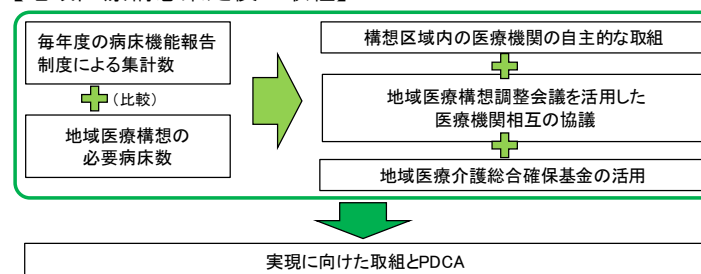 毎年度の病床機能報告
制度による集計数
(比較)
地域医療構想の
必要病床数
構想区域内の医療機関の自主的な取組
地域医療構想調整会議を活用した
医療機関相互の協議
地域医療介護総合確保基金の活用
実現に向けた取組とPDCA